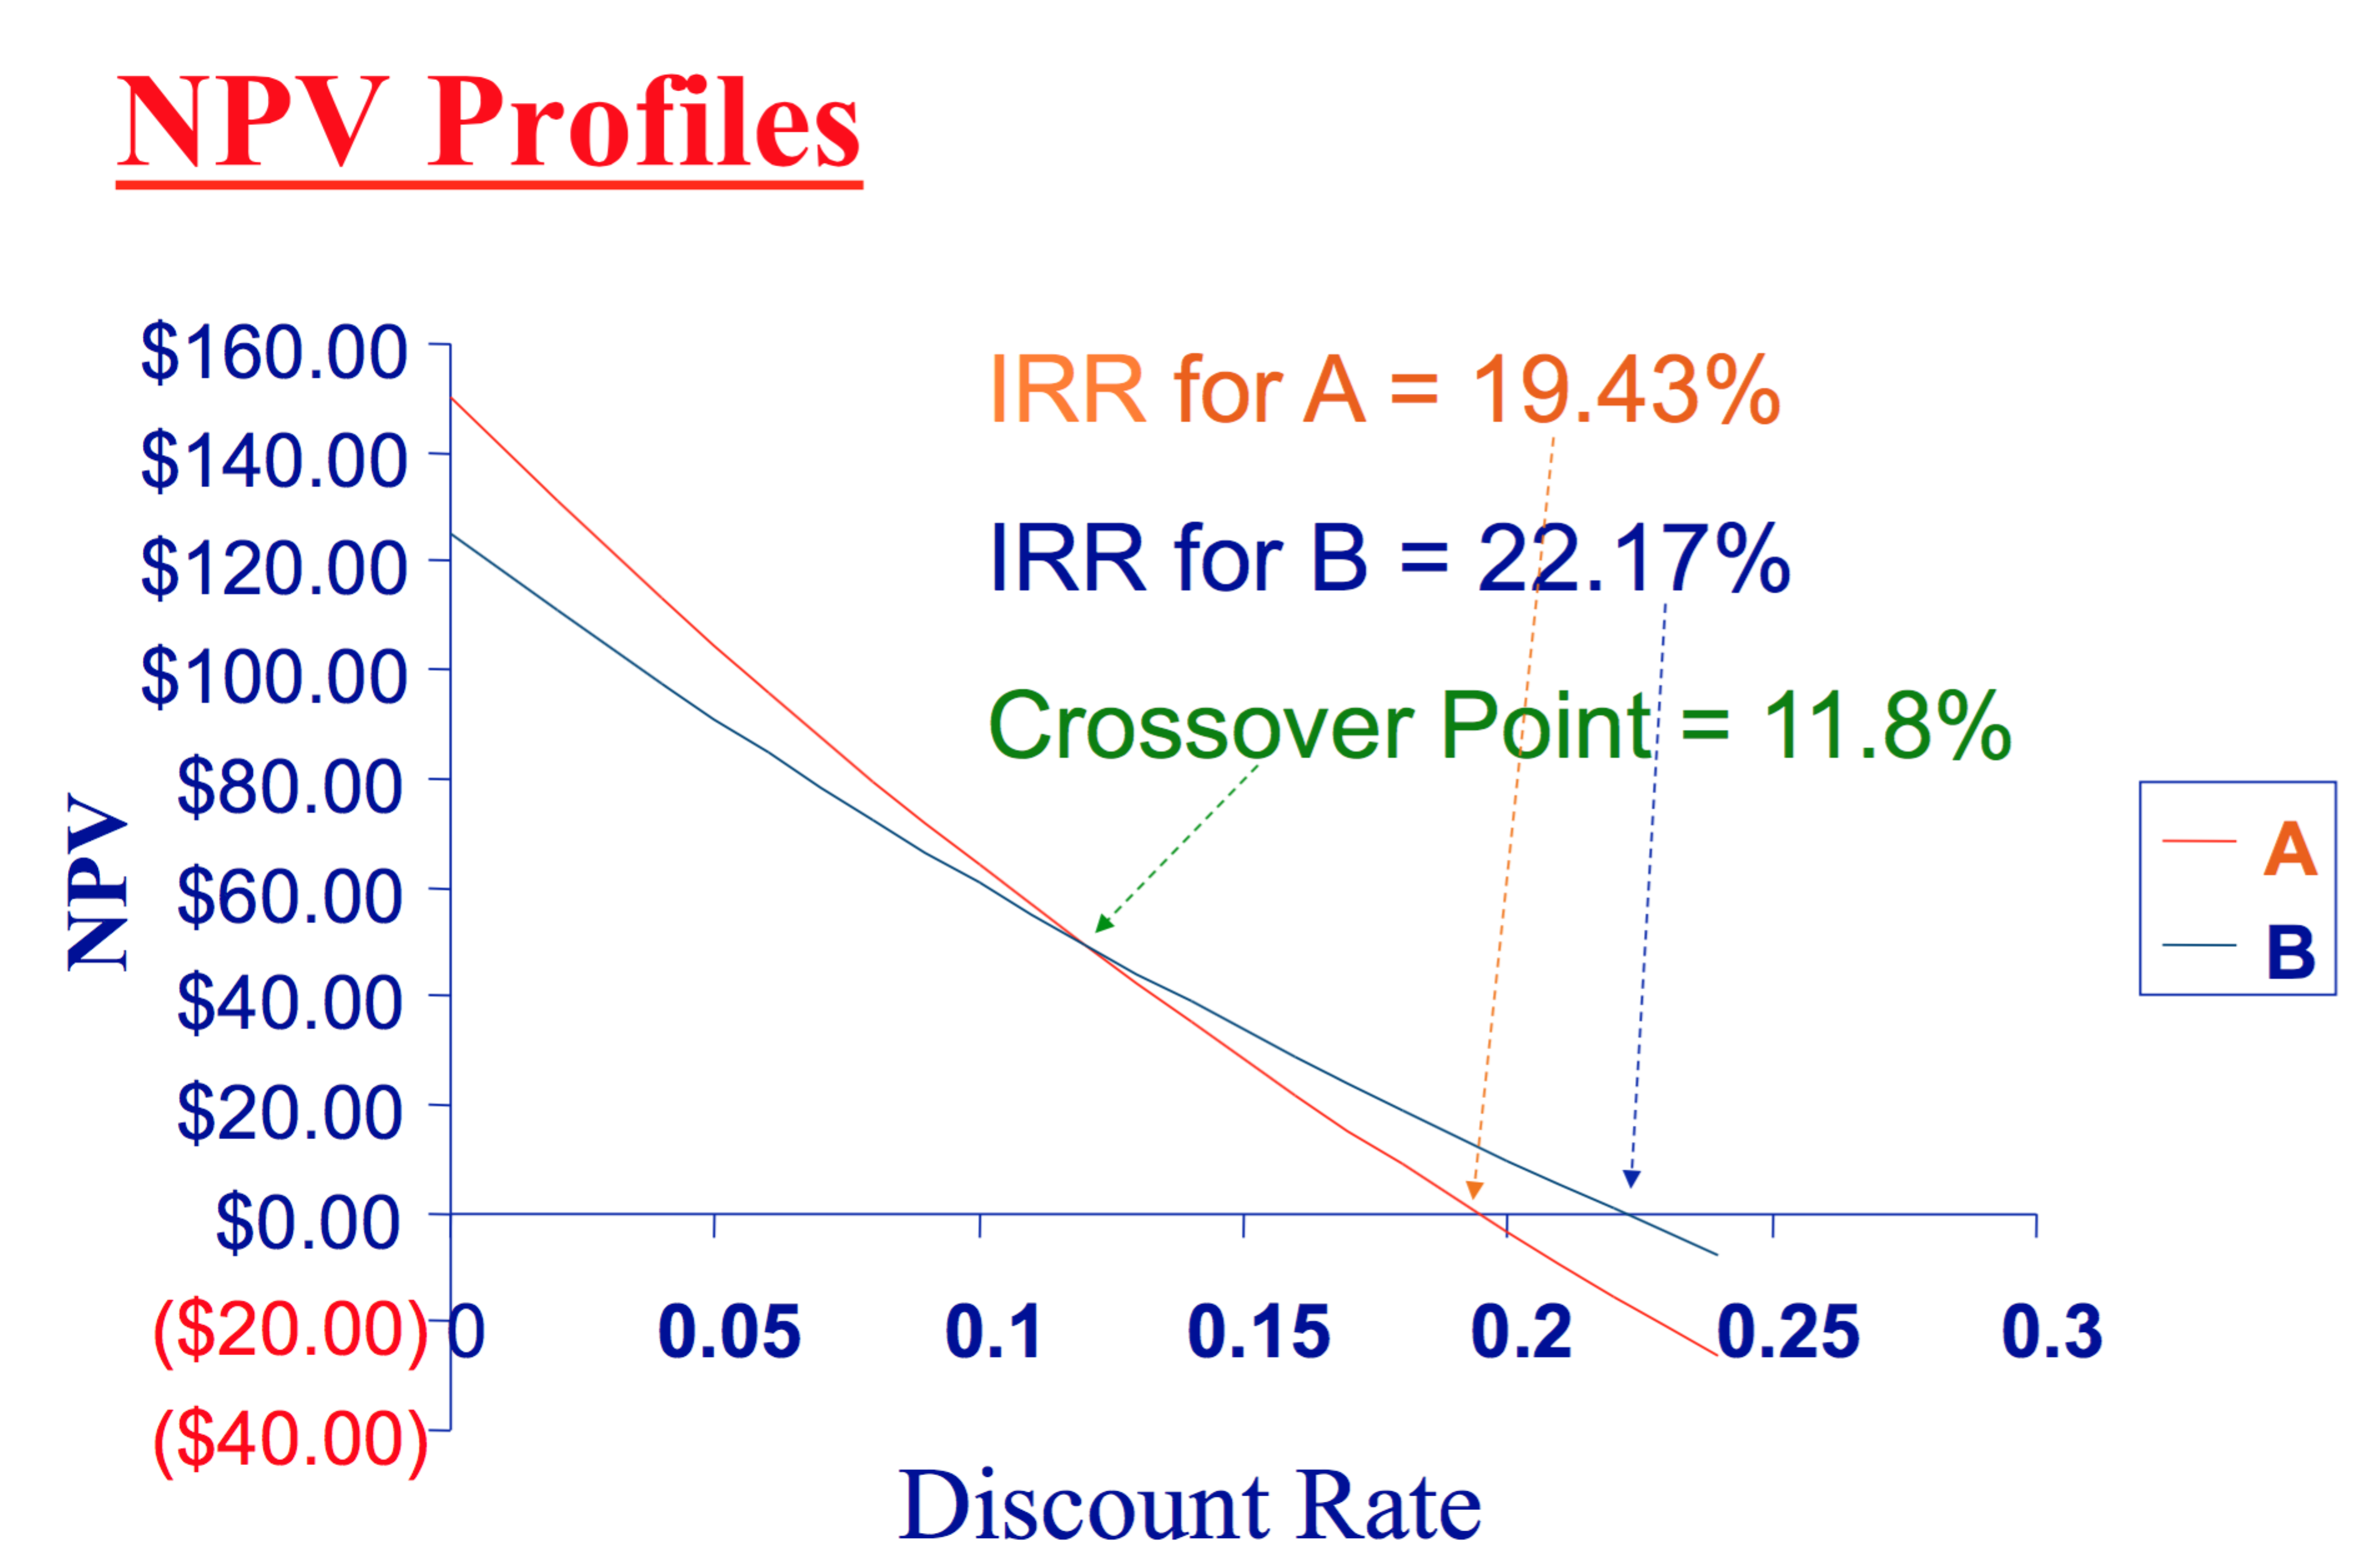 NPV Profiles
$160.00
$140.00
$120.00
$100.00
$80.00
$60.00
$40.00
$20.00
$0.00
($20.00)
($40.00)
NPV
IRR for A = 19.43%
IRR for B = 22.17%
Crossover Point = 11.8%
A
B
0 0.05 0.1 0.15 0.2 0.25 0.3
Discount Rate